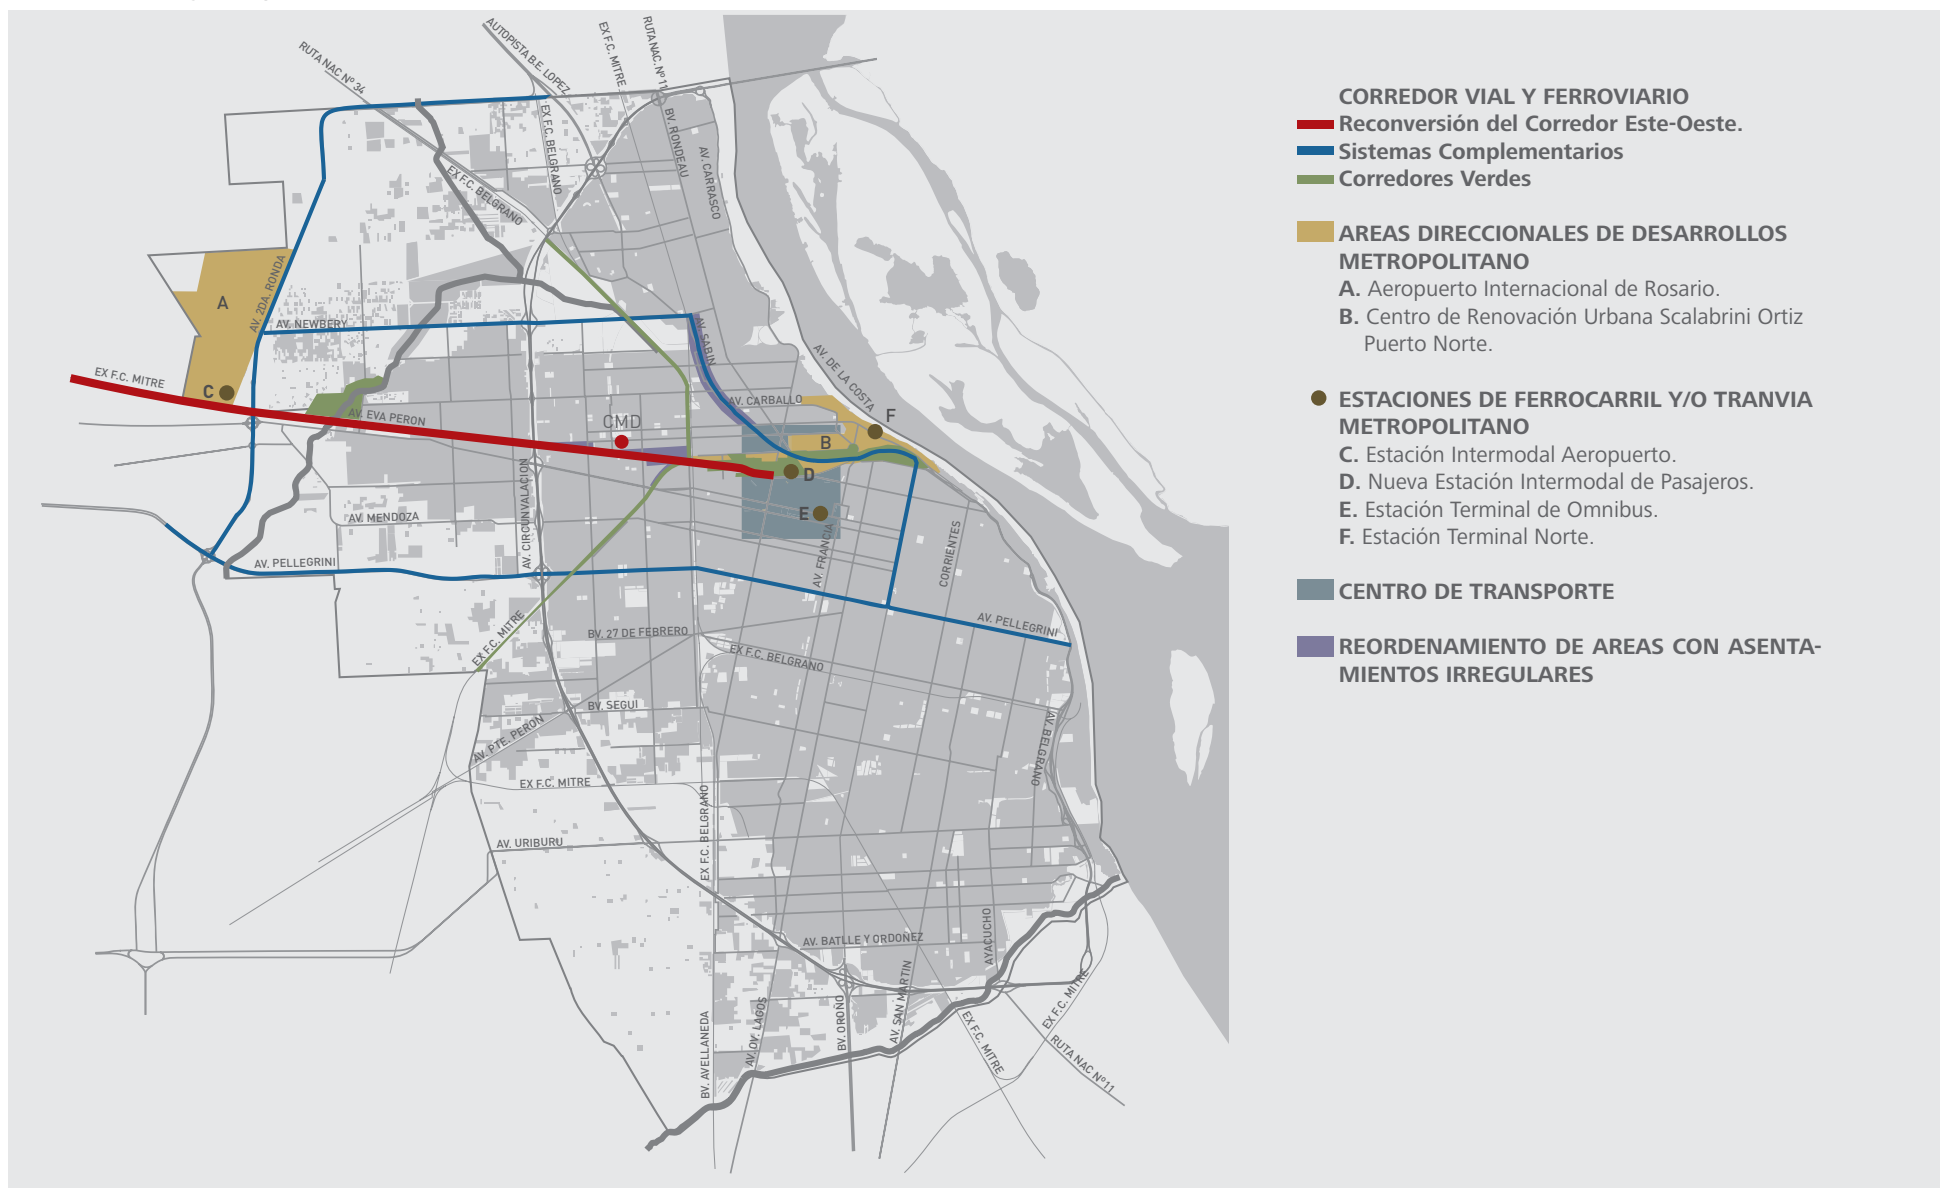 RUTA NAC Nº 34
AUTOPISTA B.E. LOPEZ
EX F.C. MITRE
RUTA NAC. Nº 11
EX F.C. BELGRANO
BV. RONDEAU
AV. CARRASCO
EX F.C. BELGRANO
AV. 2DA. RONDA
A
AV. NEWBERY
AV. SABIN
AV. DE LA COSTA
EX F.C. MITRE
C
AV. EVA PERON
CMD
AV. CARBALLO
F
B
D
E
AV. CIRCUNVALACION
AV. MENDOZA
AV. FRANCIA
CORRIENTES
AV. PELLEGRINI
AV. PELLEGRINI
EX F.C. MITRE
BV. 27 DE FEBRERO
EX F.C. BELGRANO
BV. SEGUI
AV. PTE. PERON
AV. BELGRANO
EX F.C. MITRE
EX F.C. BELGRANO
AV. URIBURU
AV. BATLLE Y ORDOÑEZ
AYACUCHO
AV. SAN MARTIN
BV. OROÑO
AV. OV. LAGOS
BV. AVELLANEDA
EX F.C. MITRE
EX F.C. MITRE
RUTA NAC Nº11
CORREDOR VIAL Y FERROVIARIO
Reconversión del Corredor Este-Oeste.
Sistemas Complementarios
Corredores Verdes
AREAS DIRECCIONALES DE DESARROLLOS
METROPOLITANO
A. Aeropuerto Internacional de Rosario.
B. Centro de Renovación Urbana Scalabrini Ortiz
Puerto Norte.
ESTACIONES DE FERROCARRIL Y/O TRANVIA
METROPOLITANO
C. Estación Intermodal Aeropuerto.
D. Nueva Estación Intermodal de Pasajeros.
E. Estación Terminal de Omnibus.
F. Estación Terminal Norte.
CENTRO DE TRANSPORTE
REORDENAMIENTO DE AREAS CON ASENTA-
MIENTOS IRREGULARES